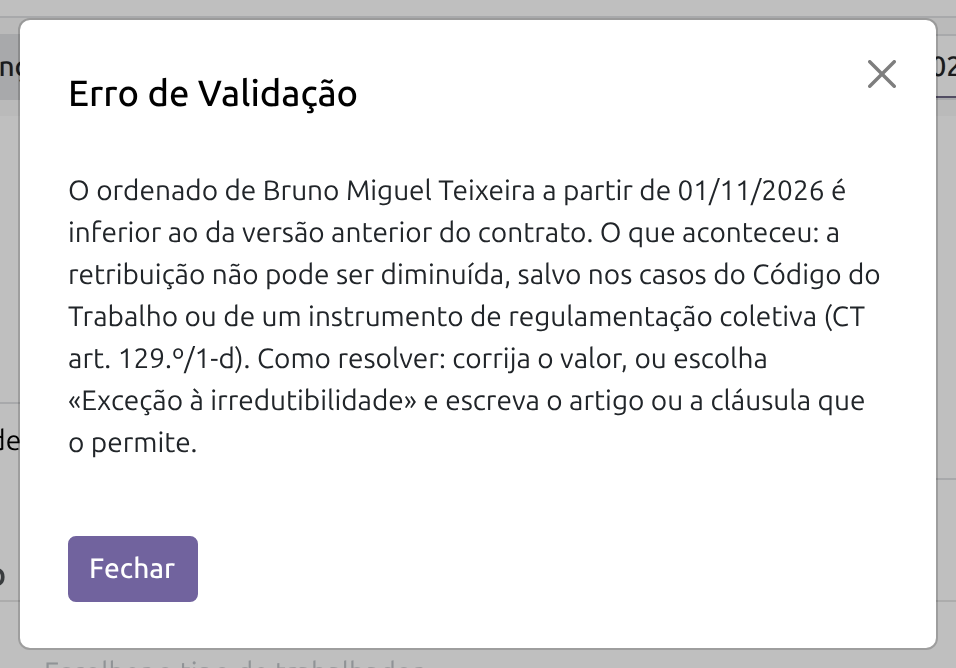 Erro de Validação
O ordenado de Bruno Miguel Teixeira a partir de 01/11/2026 é
inferior ao da versão anterior do contrato. O que aconteceu: a
retribuição não pode ser diminuída, salvo nos casos do Código do
Trabalho ou de um instrumento de regulamentação coletiva (CT
art. 129.º/1-d). Como resolver: corrija o valor, ou escolha
«Exceção à irredutibilidade» e escreva o artigo ou a cláusula que
o permite.
Fechar